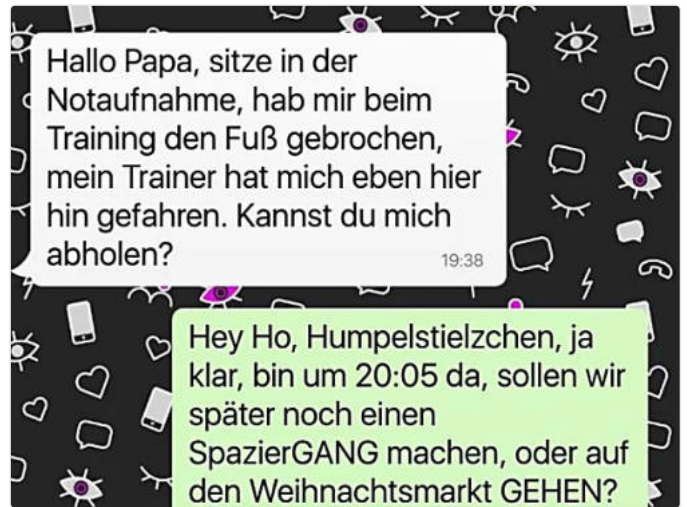 Hallo Papa, sitze in der
Notaufnahme, hab mir beim
Training den Fuß gebrochen,
mein Trainer hat mich eben hier
hin gefahren. Kannst du mich
abholen?
19:38
Hey Ho, Humpelstielzchen, ja
klar, bin um 20:05 da, sollen wir
später noch einen
SpazierGANG machen, oder auf
den Weihnachtsmarkt GEHEN?